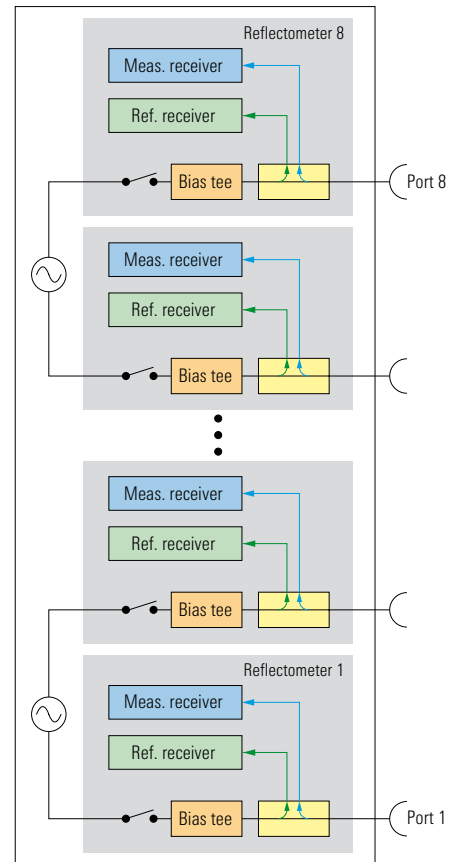 Reflectometer 8
Meas. receiver
Ref. receiver
Bias tee
Port 8
Meas. receiver
Ref. receiver
Bias tee
Meas. receiver
Ref. receiver
Bias tee
Reflectometer 1
Meas. receiver
Ref. receiver
Bias tee
Port 1